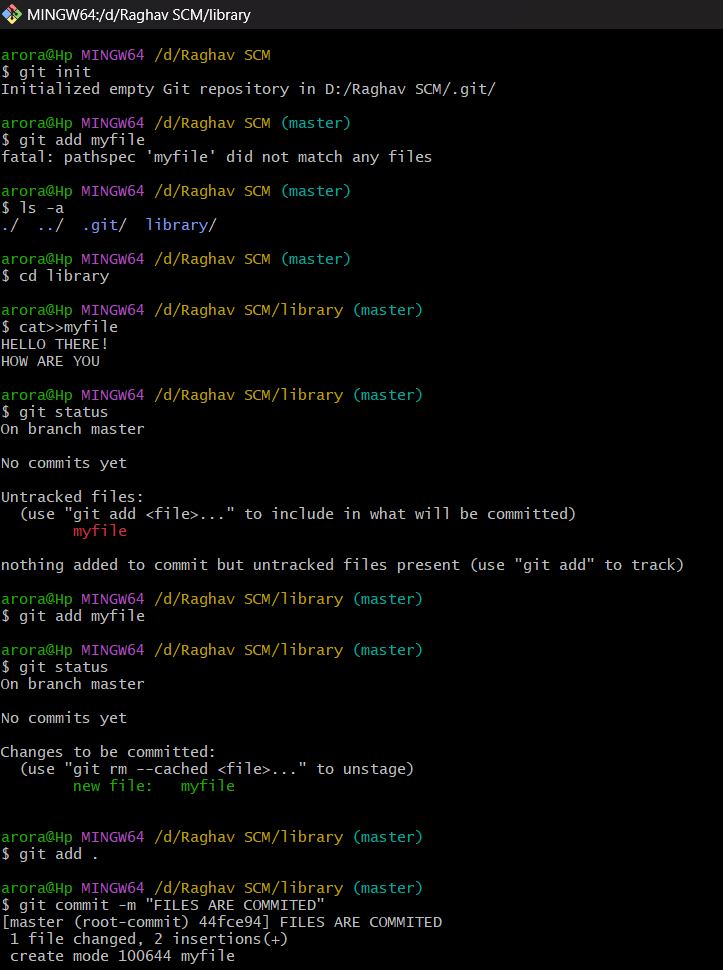 MINGW64:/d/Raghav SCM/library
arora@Hp MINGW64 /d/Raghav SCM
$ git init
Initialized empty Git repository in D:/Raghav SCM/.git/
arora@Hp MINGW64 /d/Raghav SCM (master)
$ git add myfile
fatal: pathspec 'myfile' did not match any files
arora@Hp MINGW64 /d/Raghav SCM (master)
$ ls -a
./  ../  .git/  library/
arora@Hp MINGW64 /d/Raghav SCM (master)
$ cd library
arora@Hp MINGW64 /d/Raghav SCM/library (master)
$ cat>>myfile
HELLO THERE!
HOW ARE YOU
arora@Hp MINGW64 /d/Raghav SCM/library (master)
$ git status
On branch master
No commits yet
Untracked files:
  (use "git add <file>..." to include in what will be committed)
        myfile
nothing added to commit but untracked files present (use "git add" to track)
arora@Hp MINGW64 /d/Raghav SCM/library (master)
$ git add myfile
arora@Hp MINGW64 /d/Raghav SCM/library (master)
$ git status
On branch master
No commits yet
Changes to be committed:
  (use "git rm --cached <file>..." to unstage)
        new file:   myfile
arora@Hp MINGW64 /d/Raghav SCM/library (master)
$ git add .
arora@Hp MINGW64 /d/Raghav SCM/library (master)
$ git commit -m "FILES ARE COMMITED"
[master (root-commit) 44fce94] FILES ARE COMMITED
 1 file changed, 2 insertions(+)
 create mode 100644 myfile